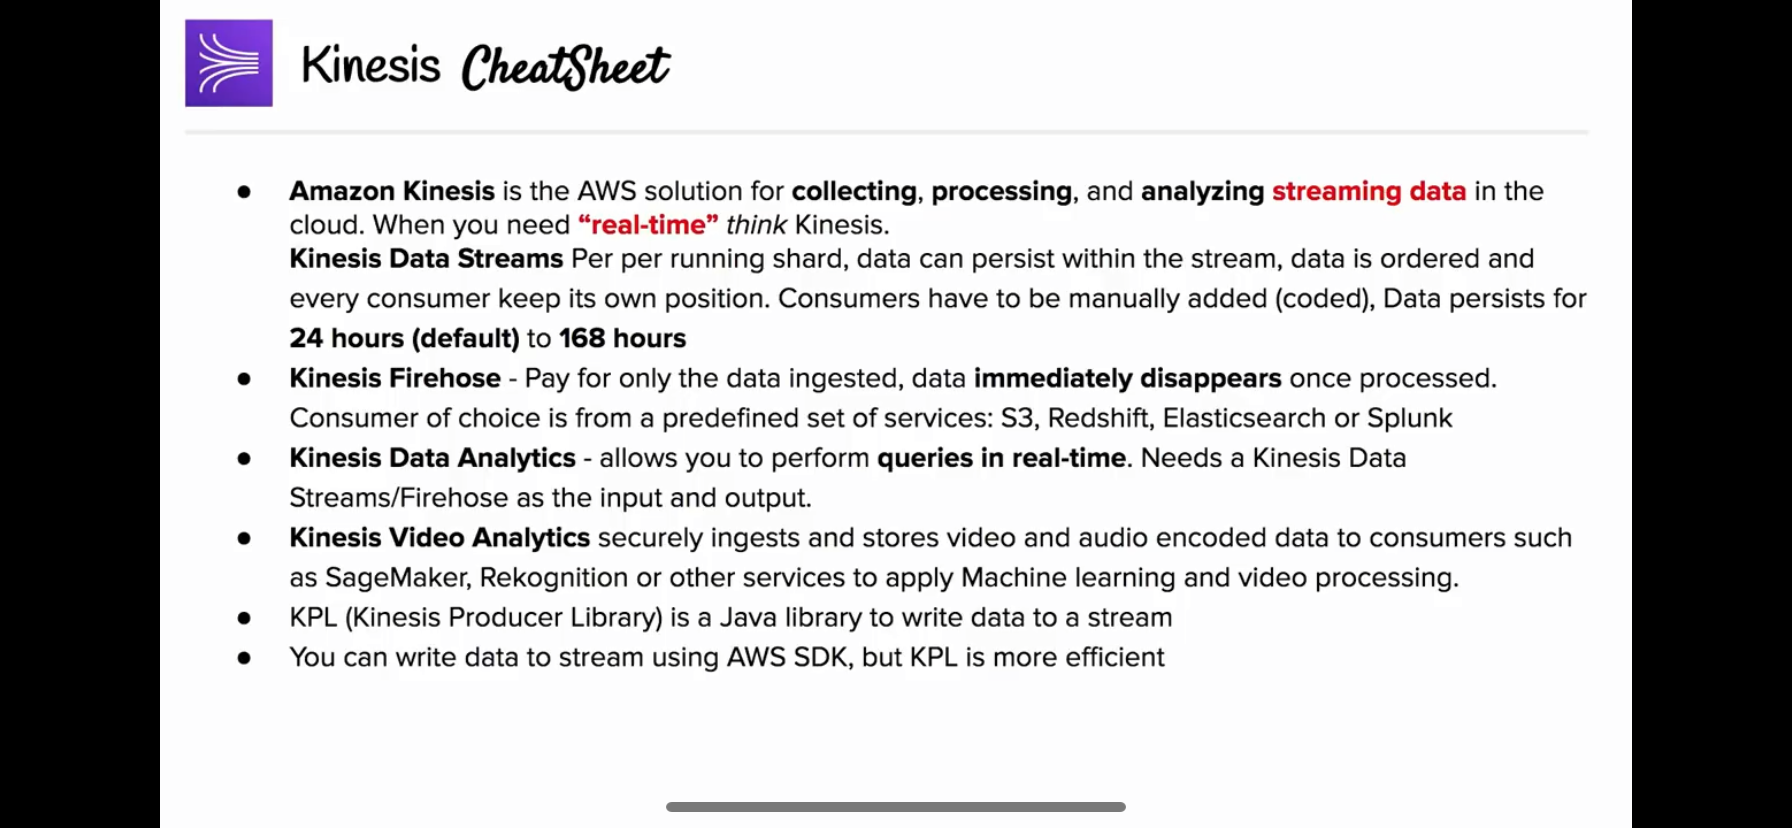 Kinesis CheatSheet
● Amazon Kinesis is the AWS solution for collecting, processing, and analyzing streaming data in the
cloud. When you need “real-time” think Kinesis.
Kinesis Data Streams Per per running shard, data can persist within the stream, data is ordered and
every consumer keep its own position. Consumers have to be manually added (coded), Data persists for
24 hours (default) to 168 hours
● Kinesis Firehose - Pay for only the data ingested, data immediately disappears once processed.
Consumer of choice is from a predefined set of services: S3, Redshift, Elasticsearch or Splunk
● Kinesis Data Analytics - allows you to perform queries in real-time. Needs a Kinesis Data
Streams/Firehose as the input and output.
● Kinesis Video Analytics securely ingests and stores video and audio encoded data to consumers such
as SageMaker, Rekognition or other services to apply Machine learning and video processing.
● KPL (Kinesis Producer Library) is a Java library to write data to a stream
● You can write data to stream using AWS SDK, but KPL is more efficient